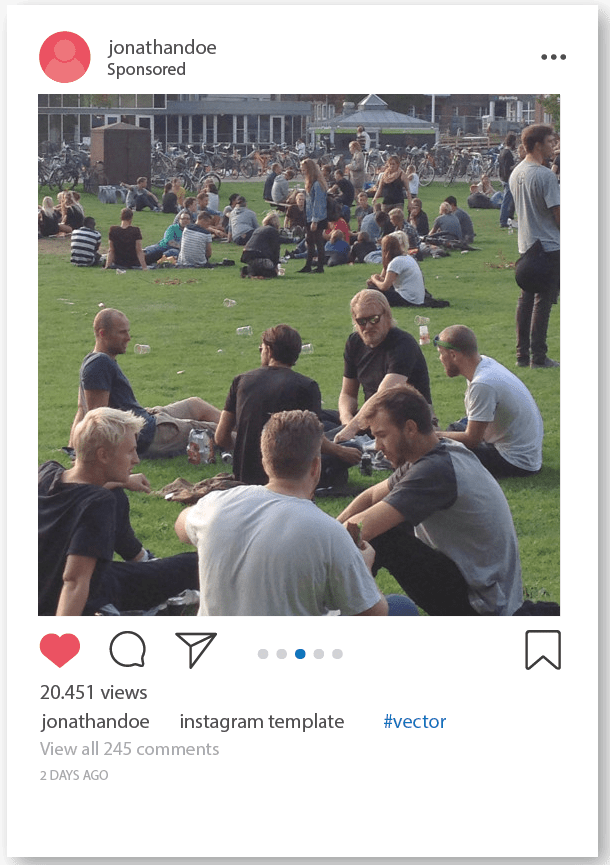 jonathandoe
Sponsored
20.451 views
jonathandoe instagram template #vector
View all 245 comments
2 DAYS AGO